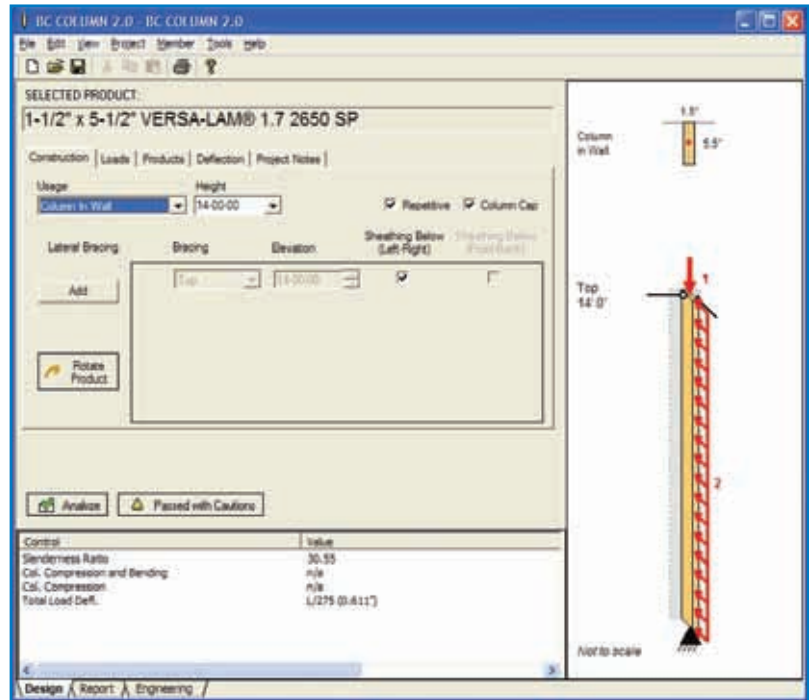 BC COLUMN 2.0 - BC COLUMN 2.0
File Edit View Project Member Tools Help
SELECTED PRODUCT:
1-1/2" x 5-1/2" VERSA-LAM® 1.7 2650 SP
Construction Loads Products Deflection Project Notes
Usage Height
Column In Wall 14-00-00 Repetitive Column Cap
Lateral Bracing Bracing Elevation Sheathing Below (Left-Right) Sheathing Below (Front-Back)
Add Top 14-00-00
Rotate Product
Analize Passed with Cautions
Control Value
Slenderness Ratio 30.55
Col. Compression and Bending n/a
Col. Compression n/a
Total Load Defl. L/275 (0.611")
Design Report Engineering
1.5"
Column in Wall
5.5"
1
Top
14' 0"
2
Not to scale